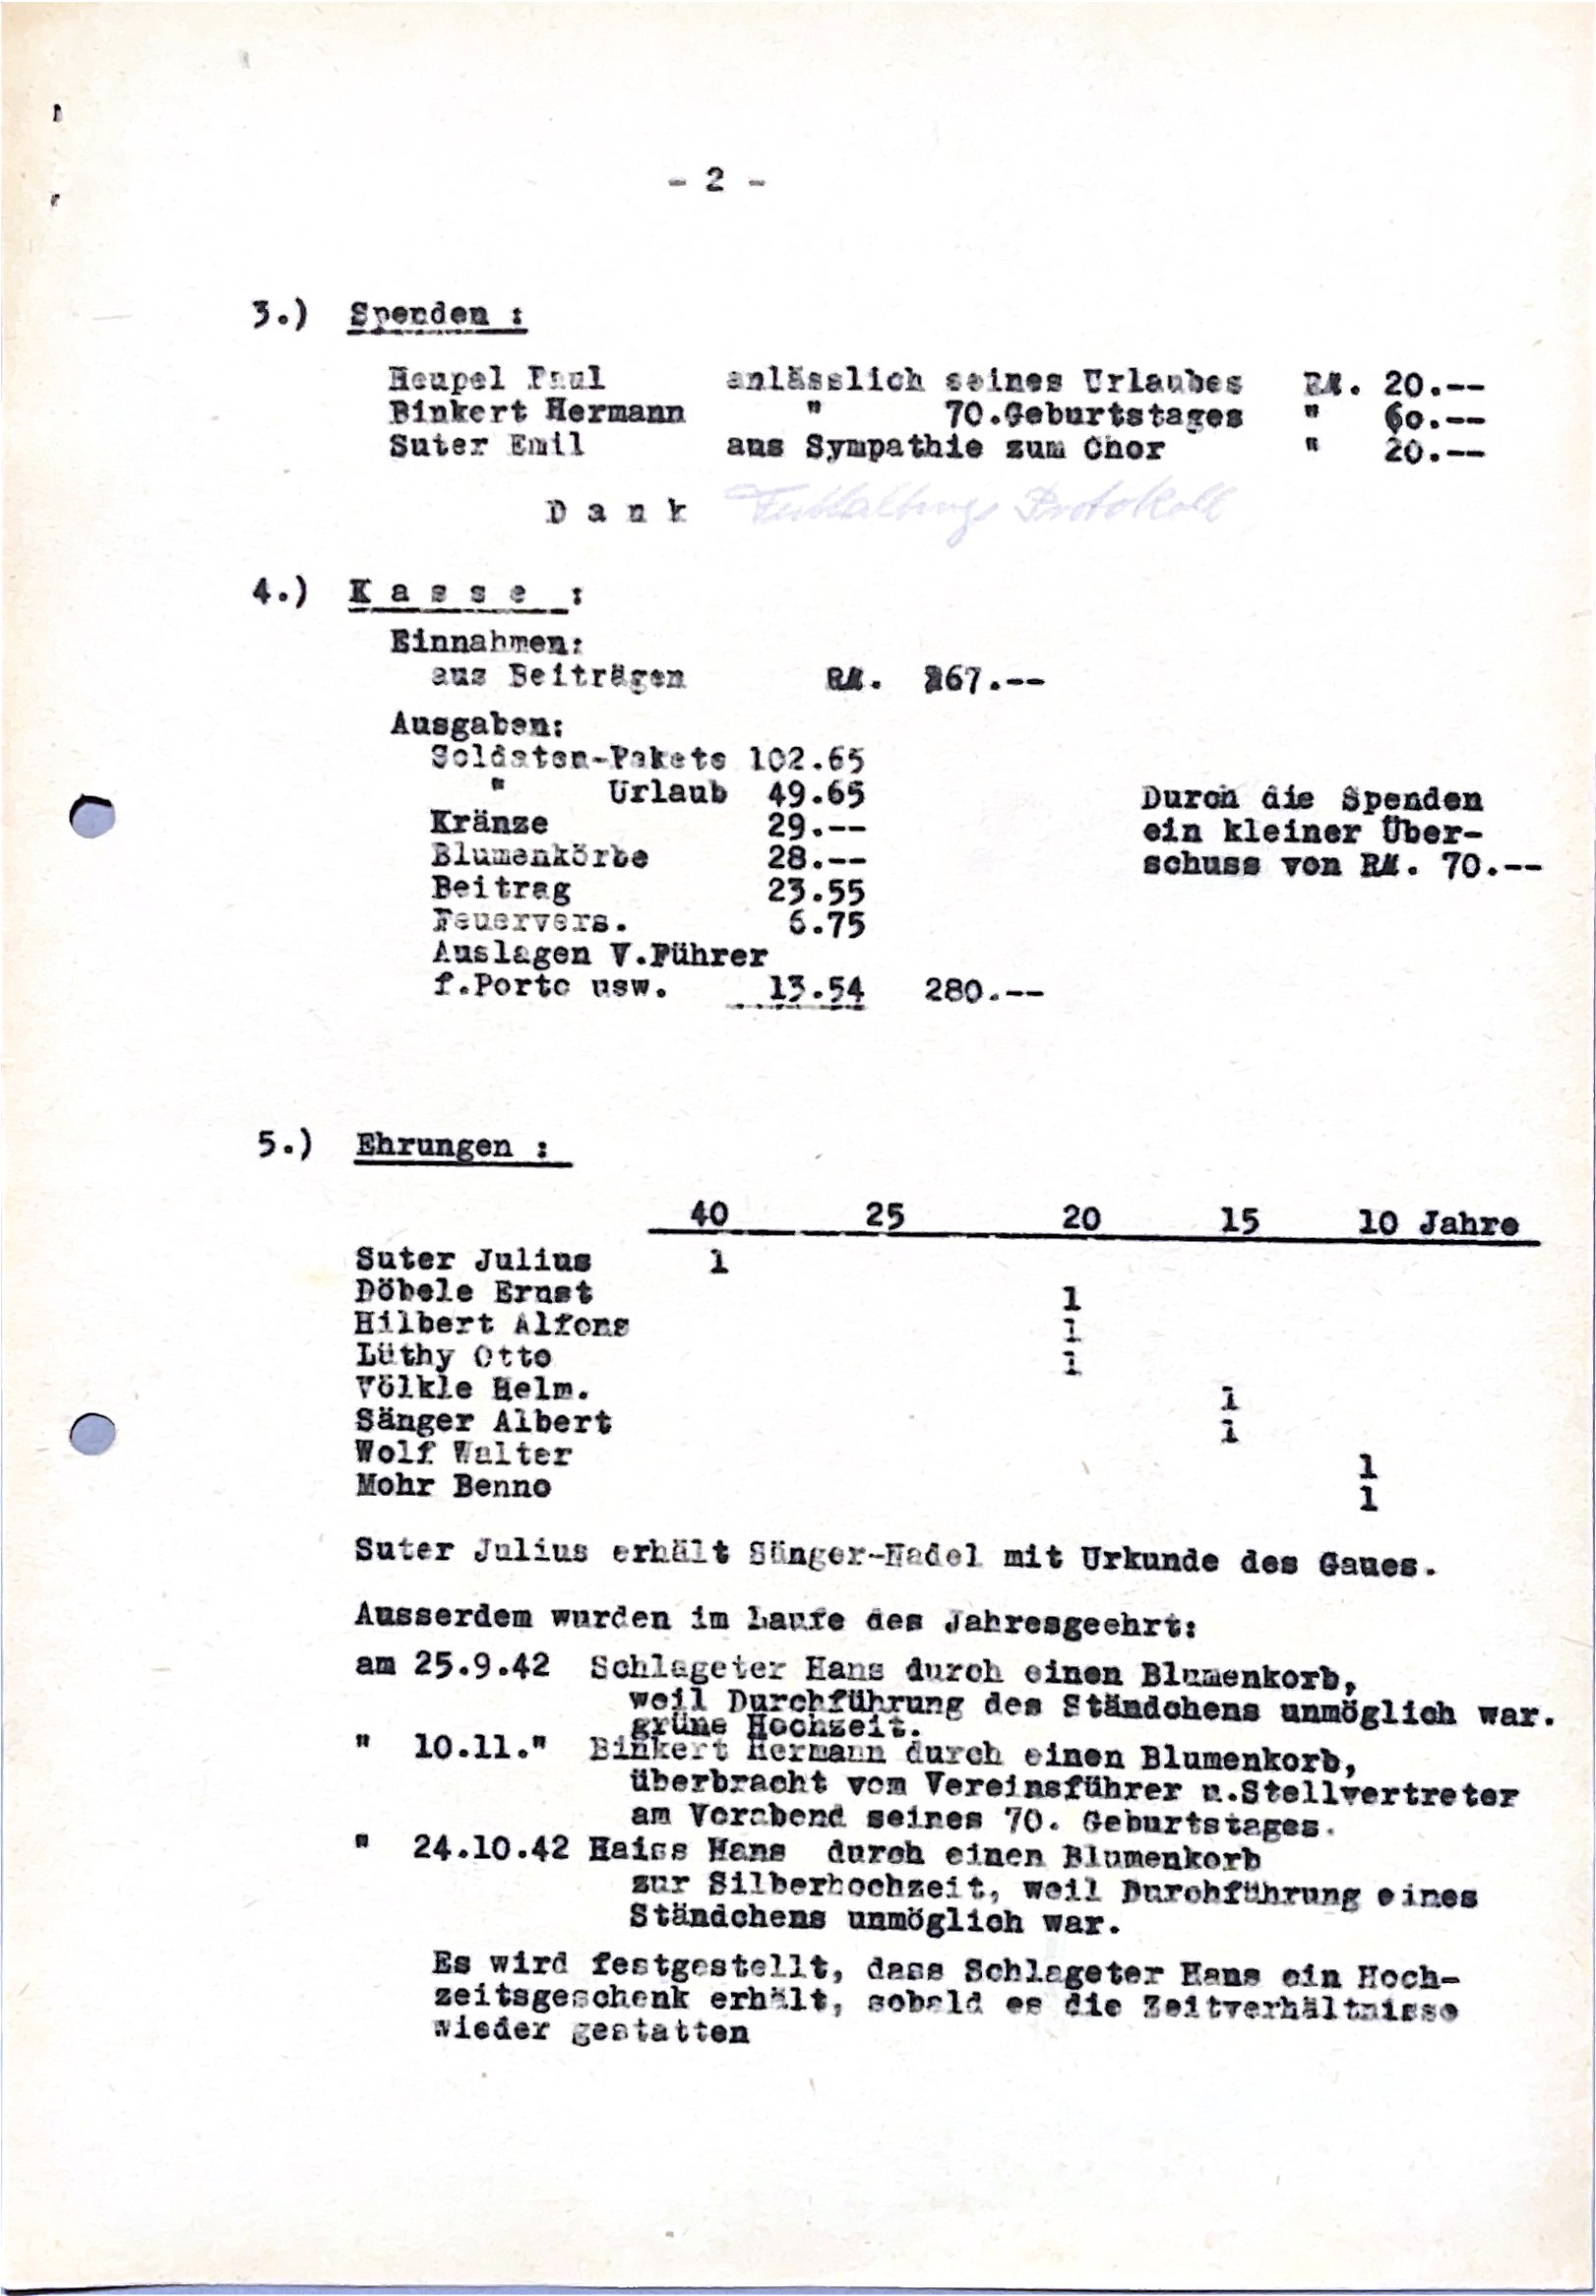 - 2 -
3.) Spenden :
Heupel Paul anlässlich seines Urlaubes RM. 20.--
Binkert Hermann " 70.Geburtstages " 60.--
Suter Emil aus Sympathie zum Chor " 20.--
D a n k Protokoll
4.) K a s s e :
Einnahmen:
aus Beiträgen RM. 267.--
Ausgaben:
Soldaten-Pakete 102.65
" Urlaub 49.65
Kränze 29.--
Blumenkörbe 28.--
Beitrag 23.55
Feuervers. 6.75
Auslagen V.Führer
f.Porto usw. 13.54 280.--
Durch die Spenden
ein kleiner Über-
schuss von RM. 70.--
5.) Ehrungen :
40 25 20 15 10 Jahre
Suter Julius 1
Döbele Ernst 1
Hilbert Alfons 1
Lüthy Otto 1
Völkle Helm. 1
Sänger Albert 1
Wolf Walter 1
Mohr Benno 1
Suter Julius erhält Sänger-Nadel mit Urkunde des Gaues.
Ausserdem wurden im Laufe des Jahresgeehrt:
am 25.9.42 Schlageter Hans durch einen Blumenkorb,
weil Durchführung des Ständchens unmöglich war.
grüne Hochzeit.
" 10.11." Binkert Hermann durch einen Blumenkorb,
überbracht vom Vereinsführer u.Stellvertreter
am Vorabend seines 70. Geburtstages.
" 24.10.42 Haiss Hans durch einen Blumenkorb
zur Silberhochzeit, weil Durchführung eines
Ständchens unmöglich war.
Es wird festgestellt, dass Schlageter Hans ein Hoch-
zeitsgeschenk erhält, sobald es die Zeitverhältnisse
wieder gestatten